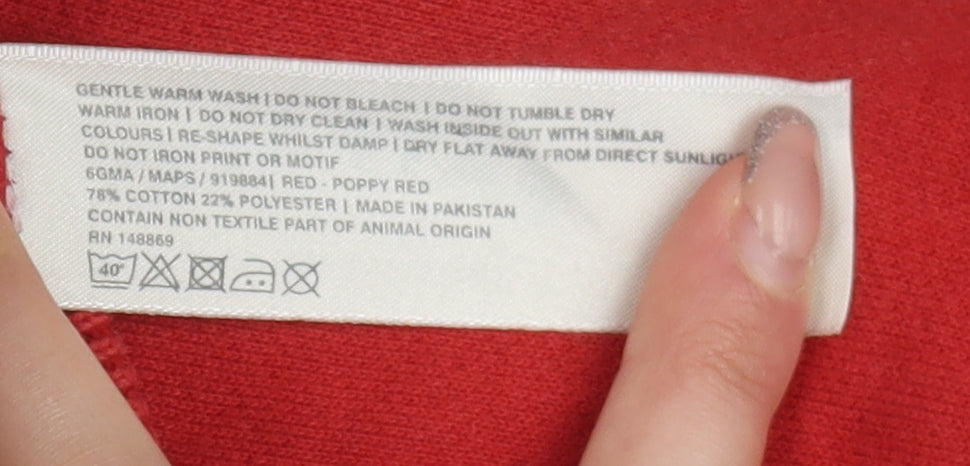 GENTLE WARM WASH | DO NOT BLEACH | DO NOT TUMBLE DRY
WARM IRON | DO NOT DRY CLEAN | WASH INSIDE OUT WITH SIMILAR
COLOURS | RE-SHAPE WHILST DAMP | DRY FLAT AWAY FROM DIRECT SUNLIGH
DO NOT IRON PRINT OR MOTIF
6GMA / MAPS / 919884| RED - POPPY RED
78% COTTON 22% POLYESTER | MADE IN PAKISTAN
CONTAIN NON TEXTILE PART OF ANIMAL ORIGIN
RN 148869
40°